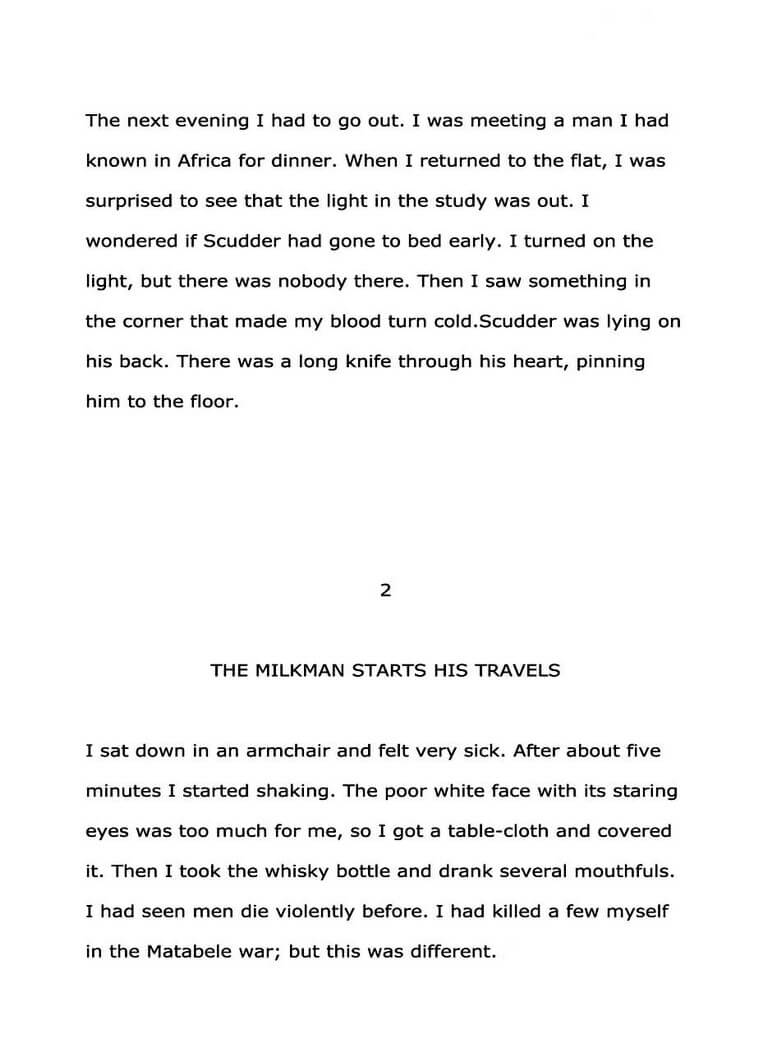 The next evening I had to go out. I was meeting a man I had
known in Africa for dinner. When I returned to the flat, I was
surprised to see that the light in the study was out. I
wondered if Scudder had gone to bed early. I turned on the
light, but there was nobody there. Then I saw something in
the corner that made my blood turn cold.Scudder was lying on
his back. There was a long knife through his heart, pinning
him to the floor.
2
THE MILKMAN STARTS HIS TRAVELS
I sat down in an armchair and felt very sick. After about five
minutes I started shaking. The poor white face with its staring
eyes was too much for me, so I got a table-cloth and covered
it. Then I took the whisky bottle and drank several mouthfuls.
I had seen men die violently before. I had killed a few myself
in the Matabele war; but this was different.